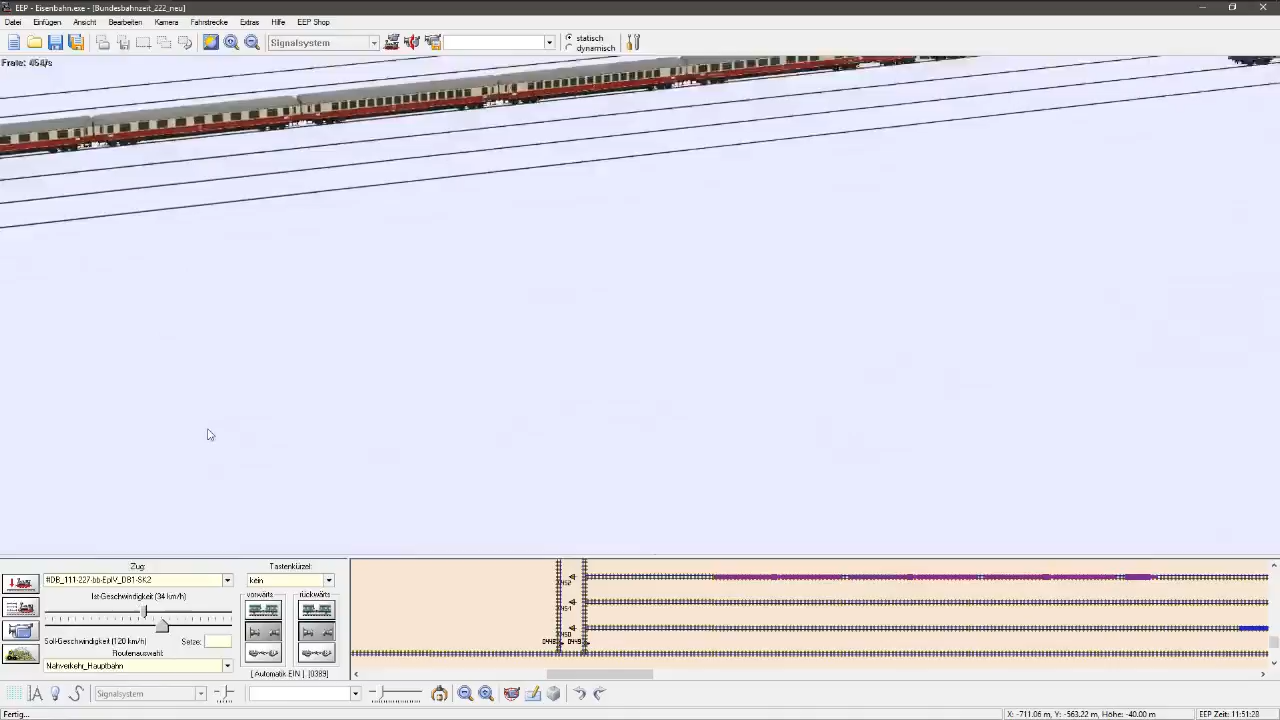 EEP - Eisenbahn.exe - [Bundesbahnzeit_222_neu]
Datei Einfügen Ansicht Bearbeiten Kamera Fahrstrecke Extras Hilfe EEP Shop
Signalsystem
statisch
dynamisch
Zug:
Tastenkürzel:
#DB_111-227-bb-EpIV_DB1-SK2
kein
Ist-Geschwindigkeit (34 km/h)
vorwärts
rückwärts
Soll-Geschwindigkeit (120 km/h)
Setze:
Routenauswahl:
Nahverkehr_Hauptbahn
[ Automatik EIN ] [0389]
Signalsystem
Fertig...
X: -711.06 m, Y: -563.22 m, Höhe: -40.00 m
EEP Zeit: 11:51:28